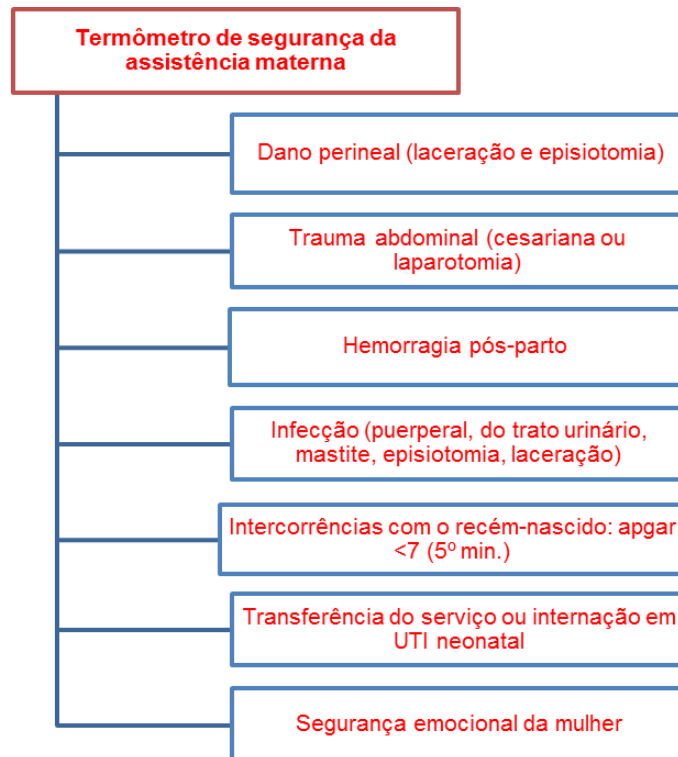 Termômetro de segurança da
assistência materna
Dano perineal (laceração e episiotomia)
Trauma abdominal (cesariana ou
laparotomia)
Hemorragia pós-parto
Infecção (puerperal, do trato urinário,
mastite, episiotomia, laceração)
Intercorrências com o recém-nascido: apgar
<7 (5º min.)
Transferência do serviço ou internação em
UTI neonatal
Segurança emocional da mulher